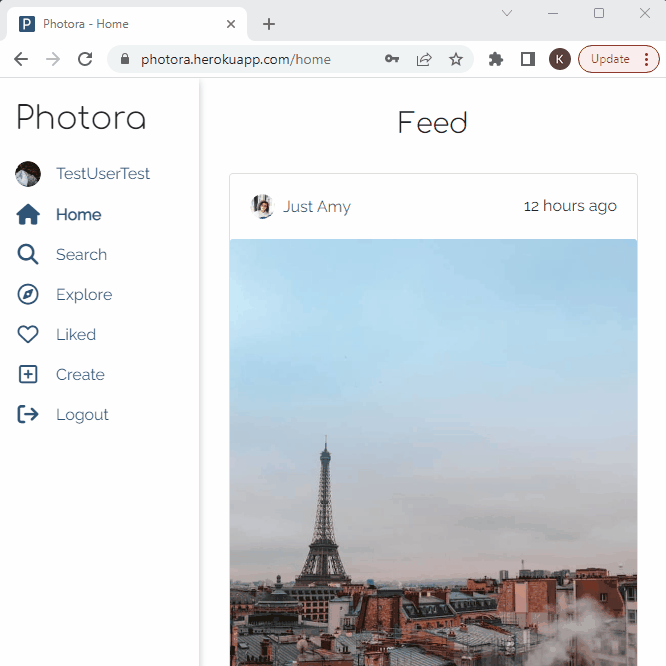 P Photora - Home
photora.herokuapp.com/home
K
Update
Photora
Feed
TestUserTest
Home
Search
Explore
Liked
Create
Logout
Just Amy
12 hours ago